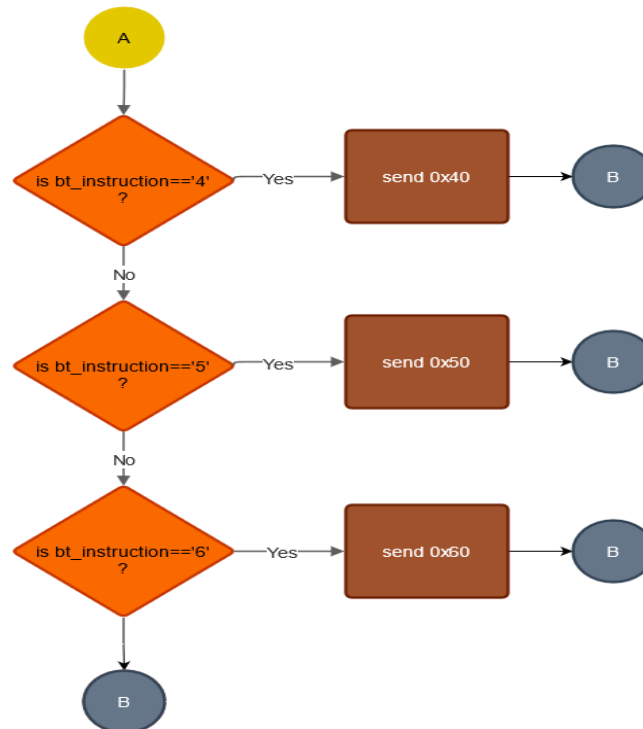 A
is bt_instruction=='4'
?
Yes
send 0x40
B
No
is bt_instruction=='5'
?
Yes
send 0x50
B
No
is bt_instruction=='6'
?
Yes
send 0x60
B
B